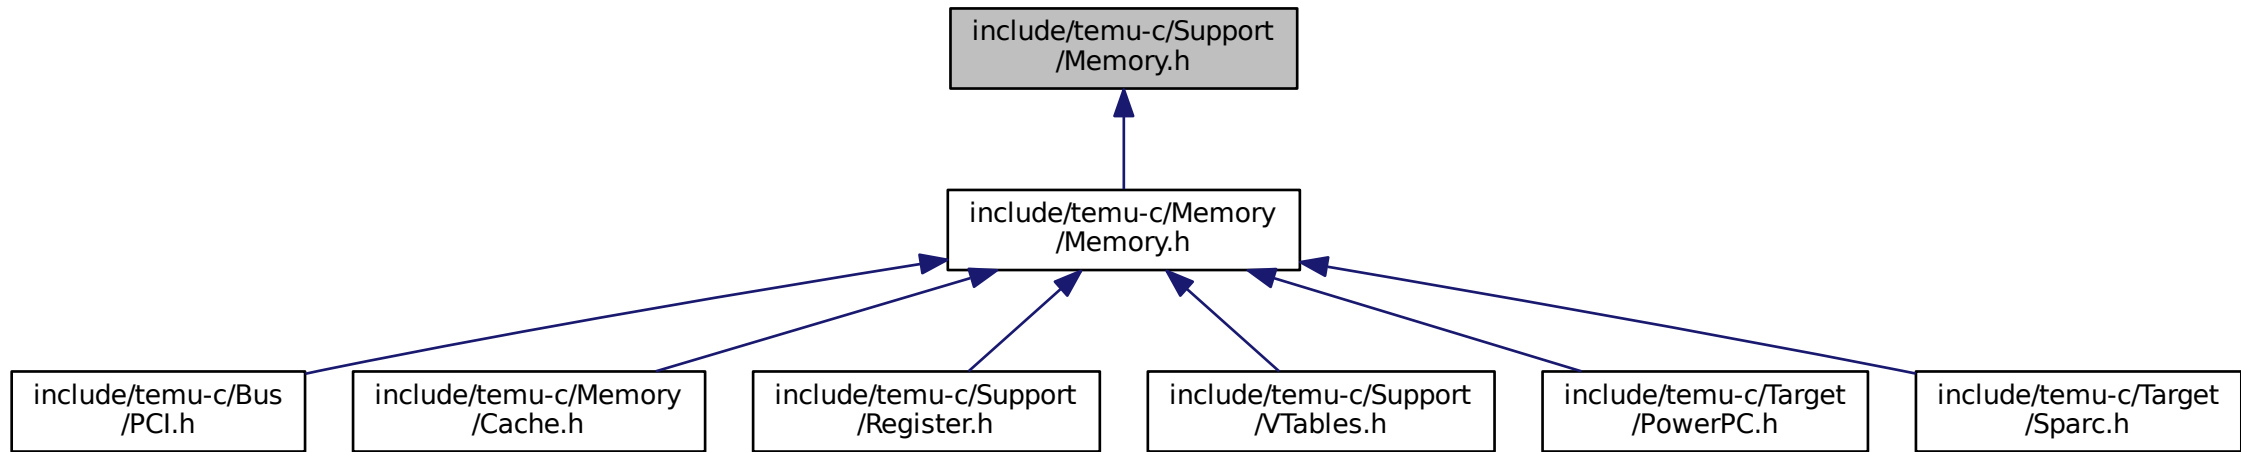 include/temu-c/Support
/Memory.h
include/temu-c/Memory
/Memory.h
include/temu-c/Bus
/PCI.h
include/temu-c/Memory
/Cache.h
include/temu-c/Support
/Register.h
include/temu-c/Support
/VTables.h
include/temu-c/Target
/PowerPC.h
include/temu-c/Target
/Sparc.h